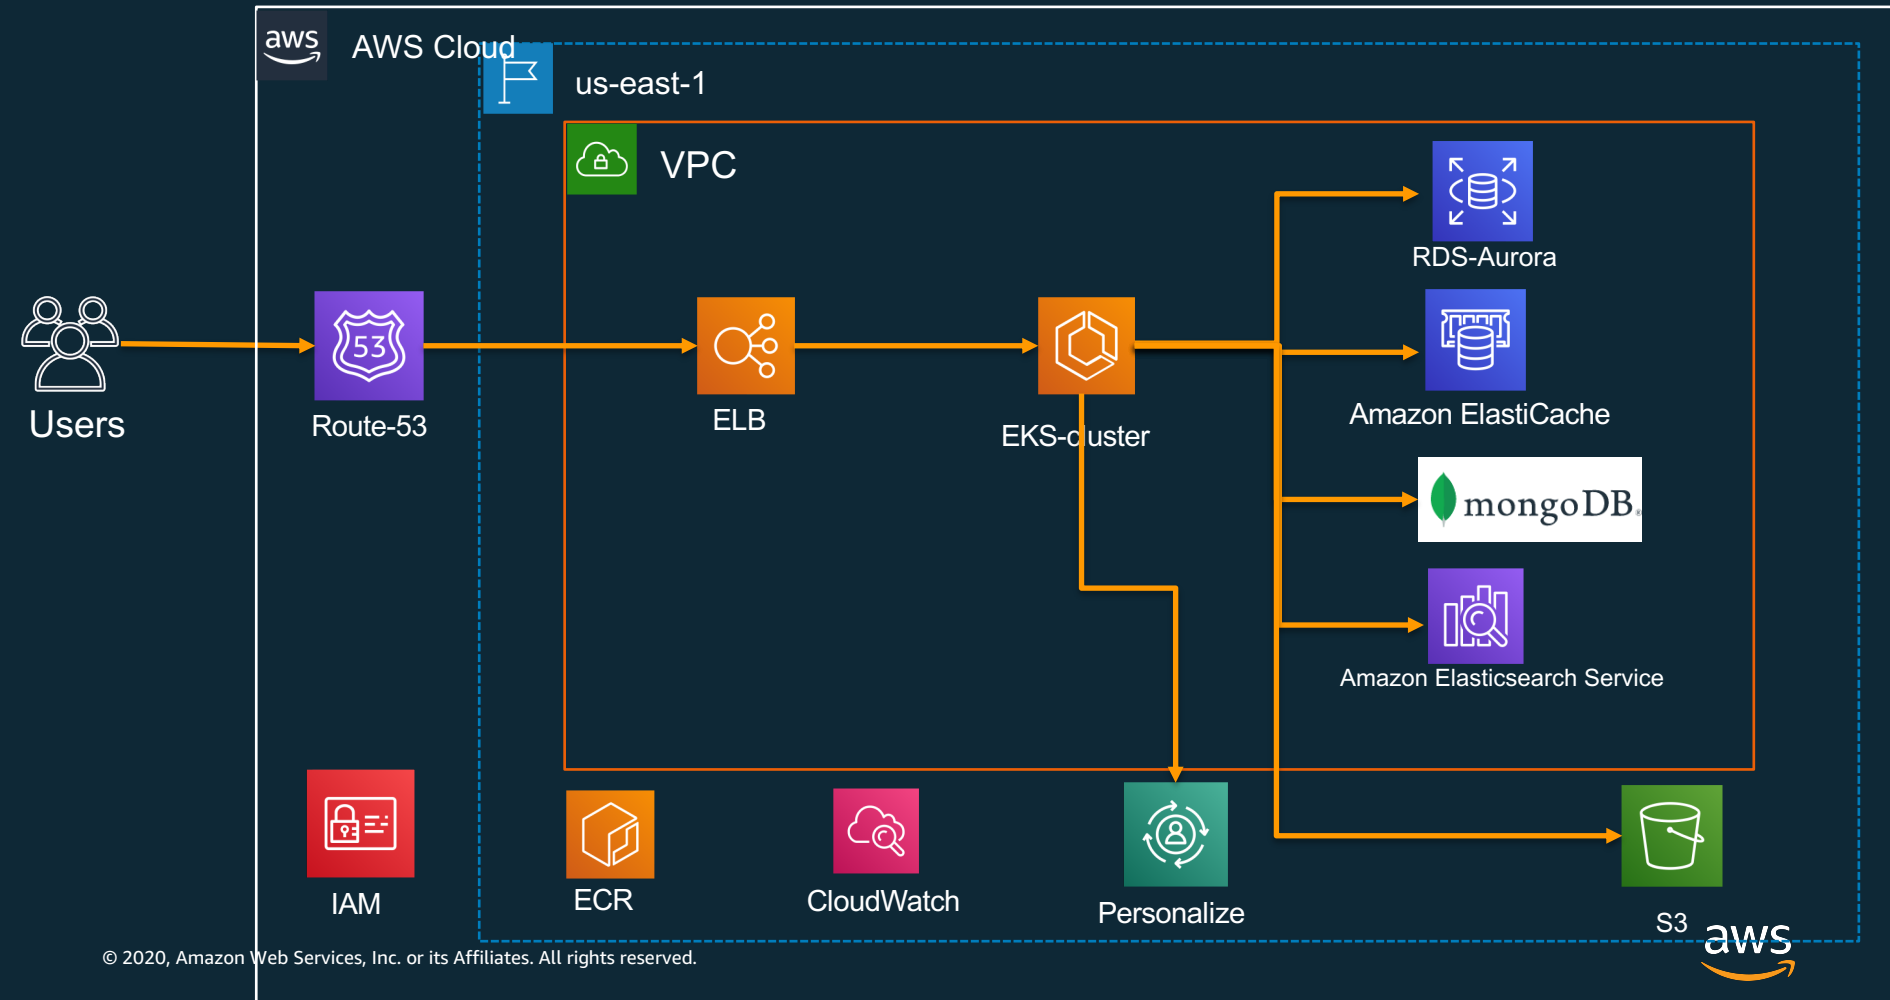 aws
AWS Cloud
us-east-1
VPC
RDS-Aurora
53
Users
Route-53
ELB
EKS-cluster
Amazon ElastiCache
mongoDB®
Amazon Elasticsearch Service
IAM
ECR
CloudWatch
Personalize
S3
aws
© 2020, Amazon Web Services, Inc. or its Affiliates. All rights reserved.